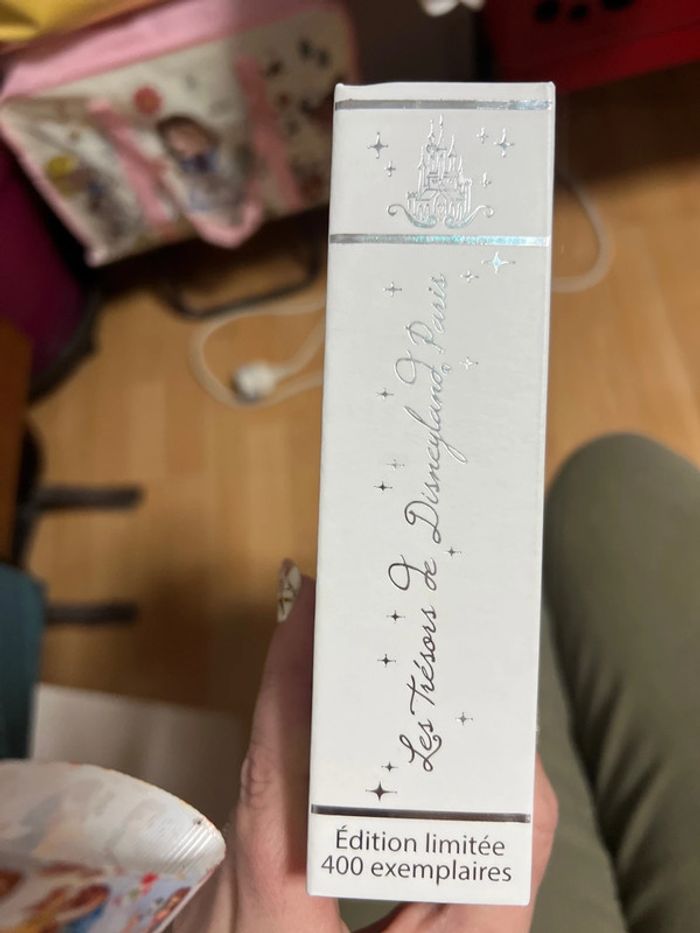 Les Trésors de Disneyland Paris
Édition limitée
400 exemplaires